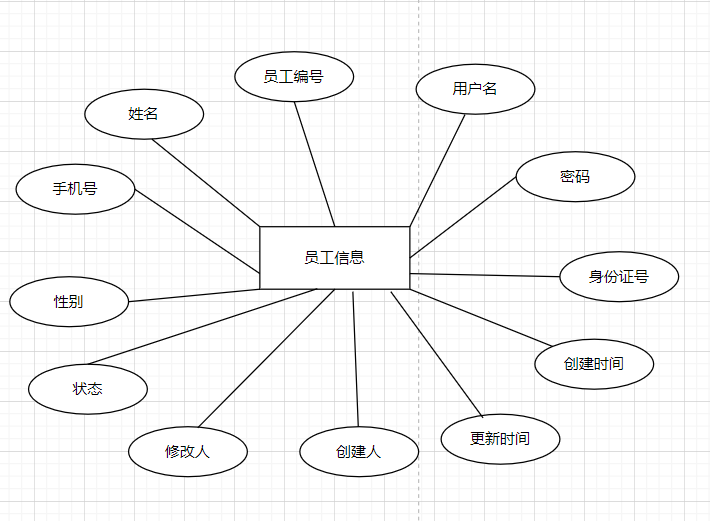 员工编号
用户名
姓名
密码
手机号
员工信息
身份证号
性别
创建时间
状态
更新时间
修改人
创建人